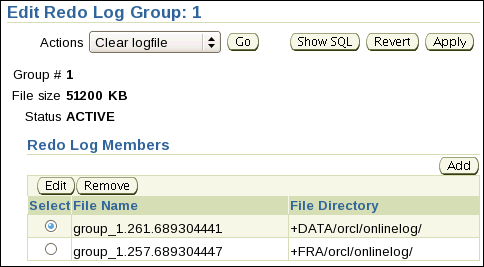 Edit Redo Log Group: 1
Actions Clear logfile Go Show SQL Revert Apply
Group # 1
File size 51200 KB
Status ACTIVE
Redo Log Members
Add
Edit Remove
Select File Name File Directory
group_1.261.689304441 +DATA/orcl/onlinelog/
group_1.257.689304447 +FRA/orcl/onlinelog/